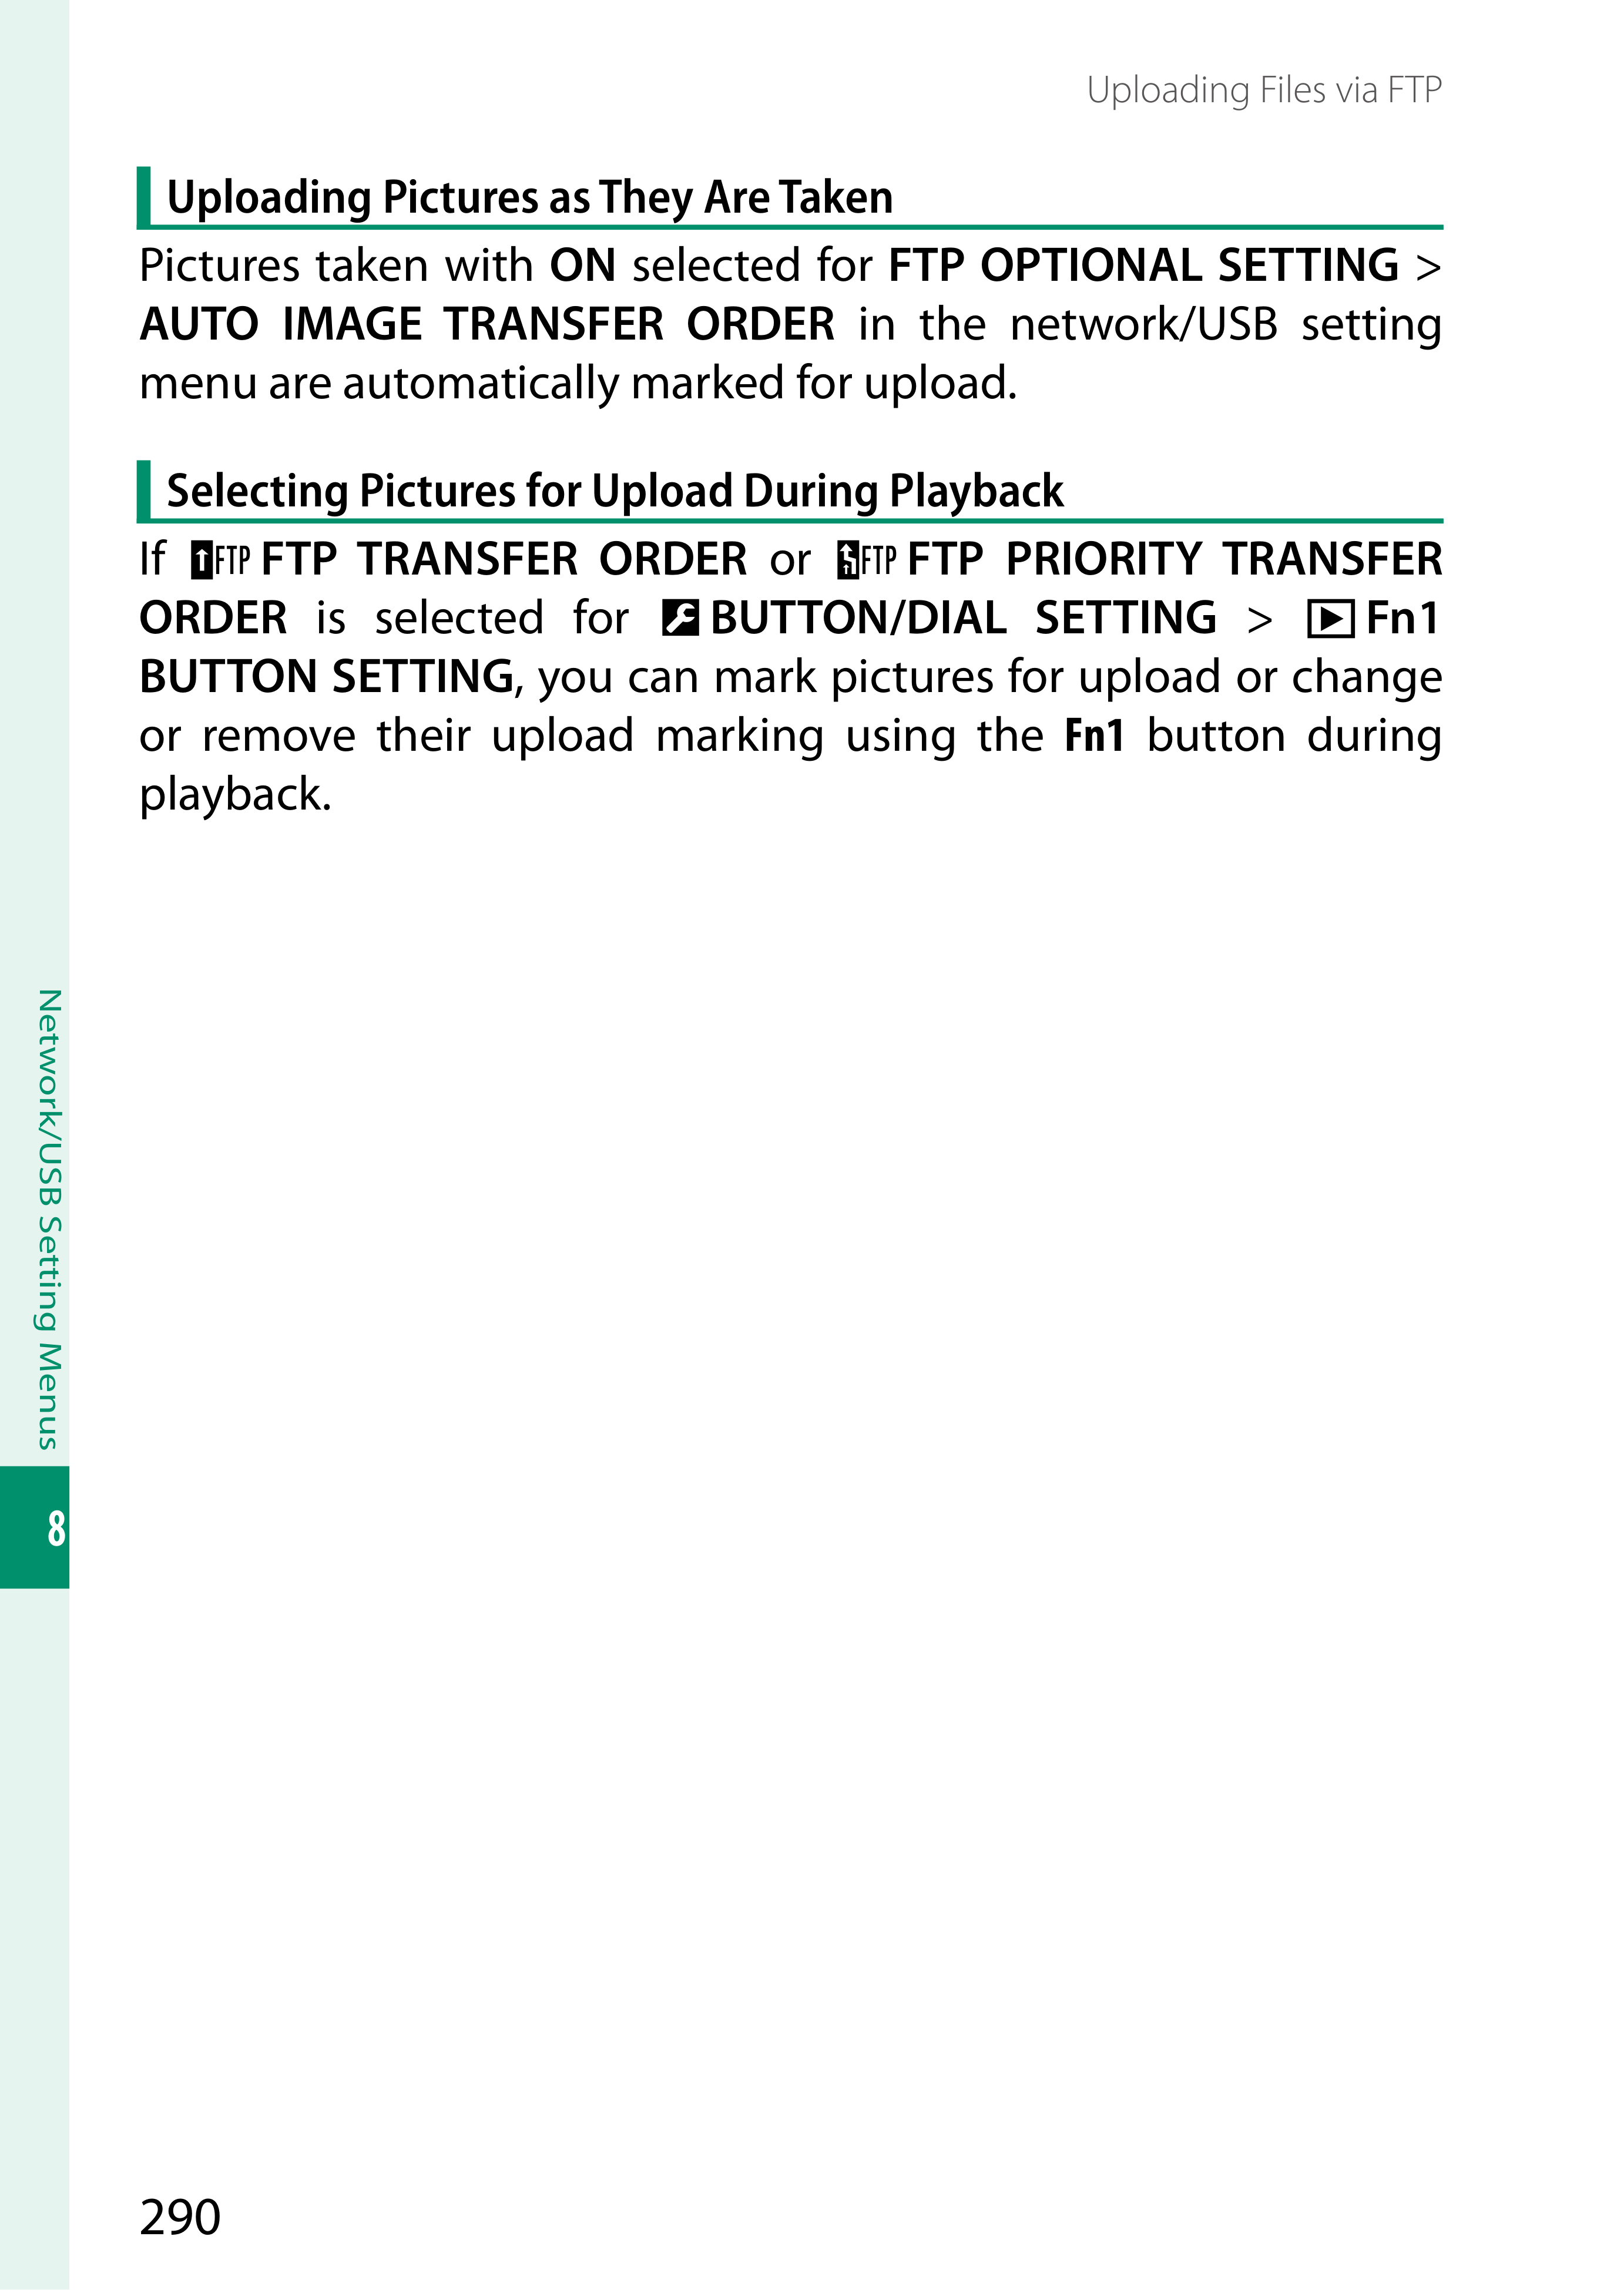 Uploading Files via FTP
Uploading Pictures as They Are Taken
Pictures taken with ON selected for FTP OPTIONAL SETTING >
AUTO IMAGE TRANSFER ORDER in the network/USB setting
menu are automatically marked for upload.
Selecting Pictures for Upload During Playback
If FTP FTP TRANSFER ORDER or FTP FTP PRIORITY TRANSFER
ORDER is selected for BUTTON/DIAL SETTING > Fn1
BUTTON SETTING, you can mark pictures for upload or change
or remove their upload marking using the Fn1 button during
playback.
Network/USB Setting Menus
8
290